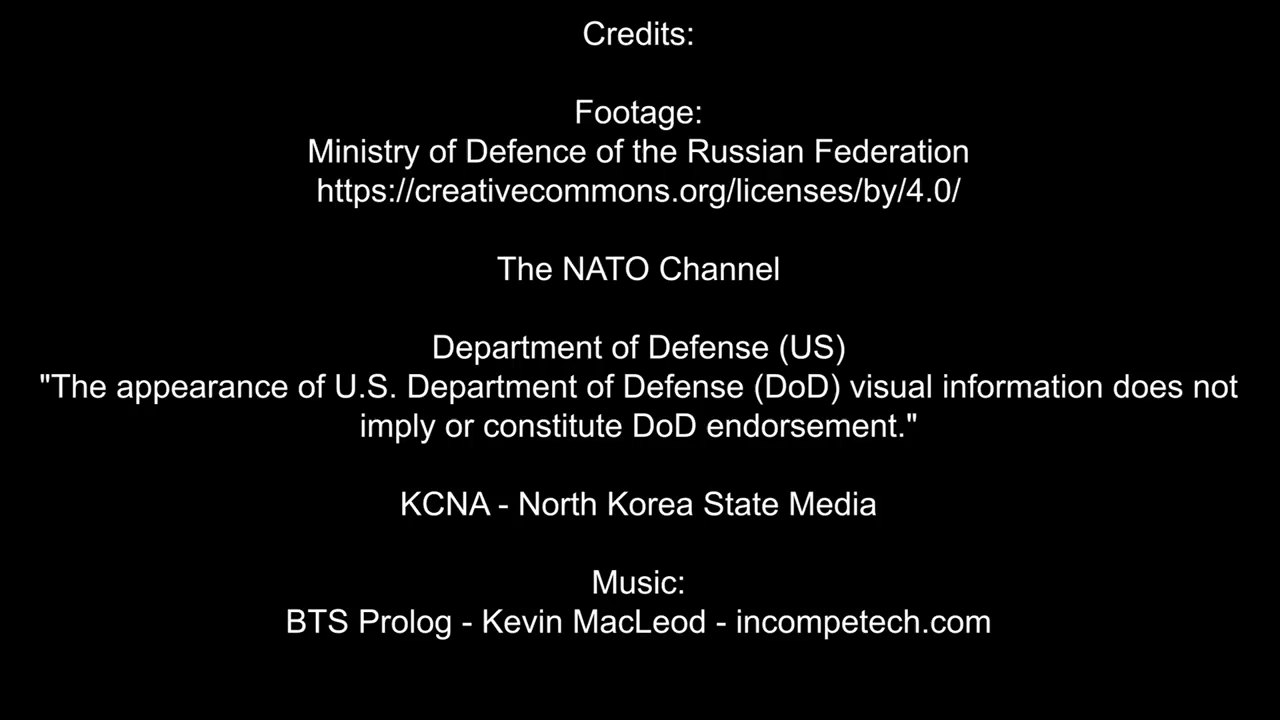 Credits:
Footage:
Ministry of Defence of the Russian Federation
https://creativecommons.org/licenses/by/4.0/
The NATO Channel
Department of Defense (US)
"The appearance of U.S. Department of Defense (DoD) visual information does not
imply or constitute DoD endorsement."
KCNA - North Korea State Media
Music:
BTS Prolog - Kevin MacLeod - incompetech.com